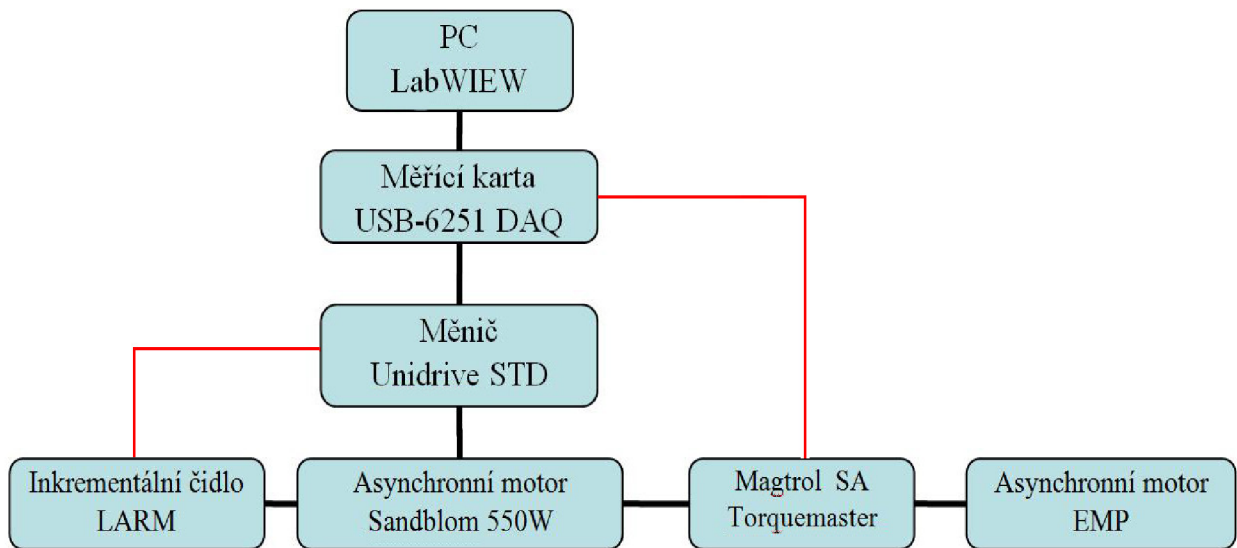 PC
LabWIEW
Měřící karta
USB-6251 DAQ
Měnič
Unidrive STD
Inkrementální čidlo
LARM
Asynchronní motor
Sandblom 550W
Magtrol SA
Torquemaster
Asynchronní motor
EMP